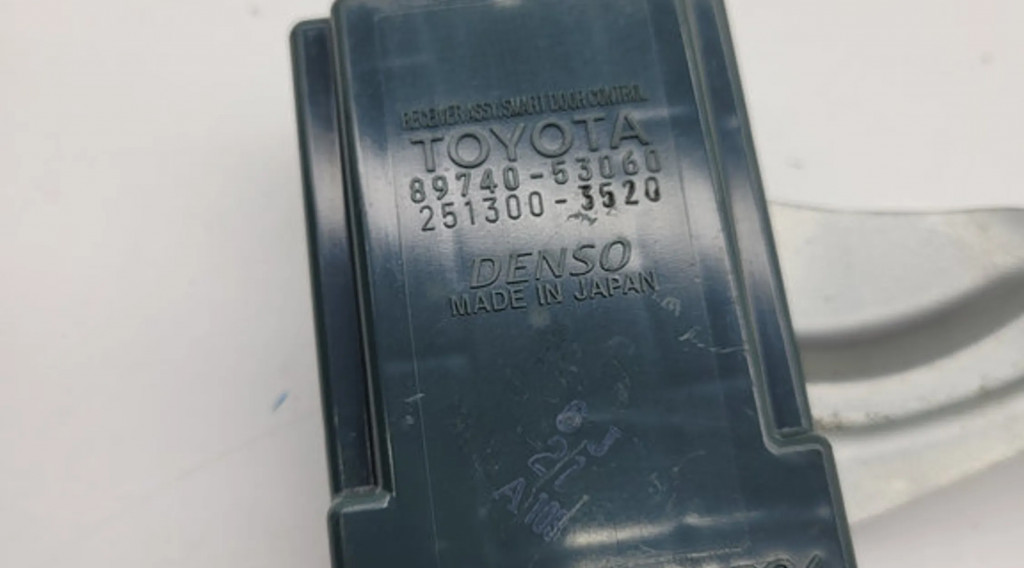 RECEIVER ASSY, SMART DOOR CONTROL
TOYOTA
89740-53060
251300-3520
DENSO
MADE IN JAPAN